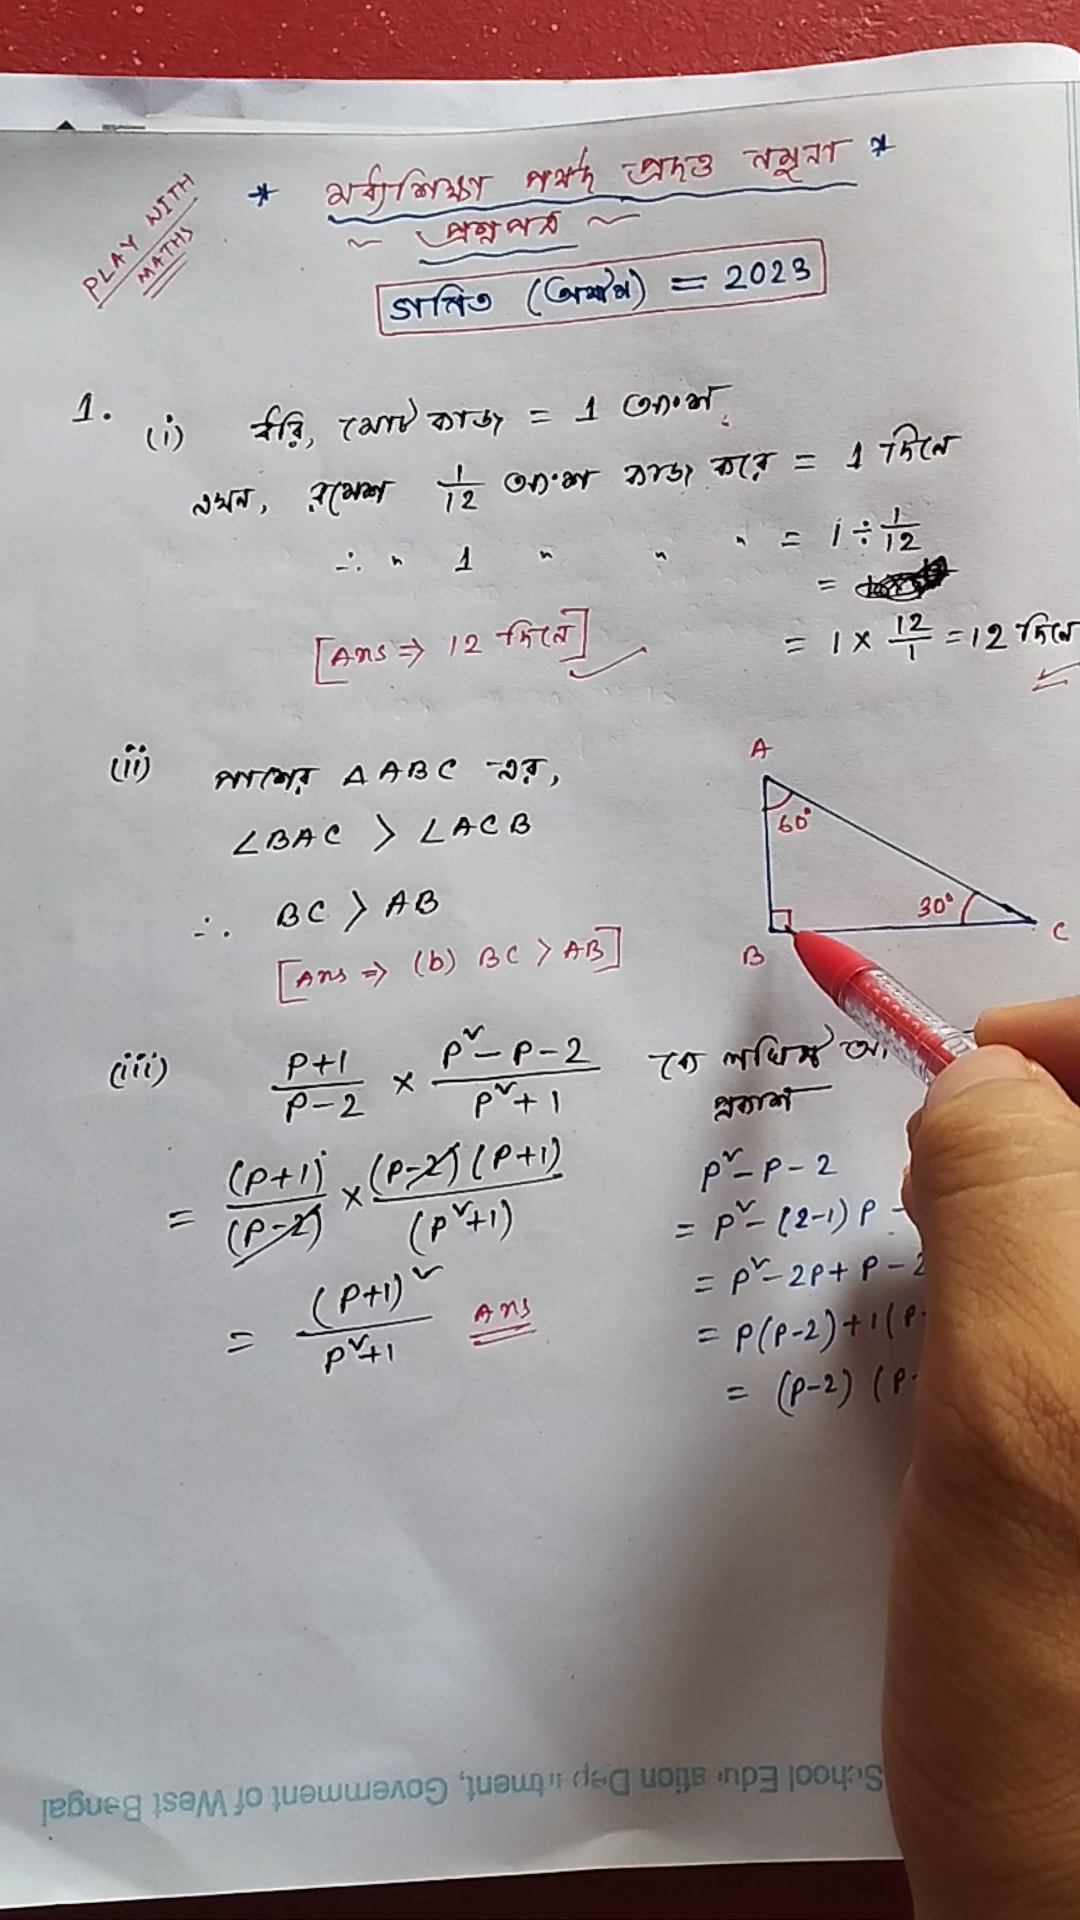 PLAY WITH
MATHS
* মধ্যশিক্ষা পর্ষদ প্রদত্ত নমুনা *
~ প্রশ্নপত্র ~
গণিত (অষ্টম) = 2023
1. (i) ধরি, মোট কাজ = 1 অংশ
এখন, রমেশ 1/12 অংশ কাজ করে = 1 দিনে
∴ " 1 " " " = 1 ÷ 1/12
=
= 1 × 12/1 = 12 দিনে
[Ans ⇒ 12 দিনে]
(ii) পাশের △ABC -এর,
∠BAC > ∠ACB
∴ BC > AB
[Ans ⇒ (b) BC > AB]
A
60°
30°
B
C
(iii) P+1/P-2 × P²-P-2/P²+1 কে লঘিষ্ঠ
প্রকাশ
= (P+1)/(P-2) × (P-2)(P+1)/(P²+1)
= (P+1)²/P²+1 Ans
P²-P-2
= P²-(2-1)P -
= P²-2P+P-2
= P(P-2)+1(P-
= (P-2) (P-
School Education Department, Government of West Bengal